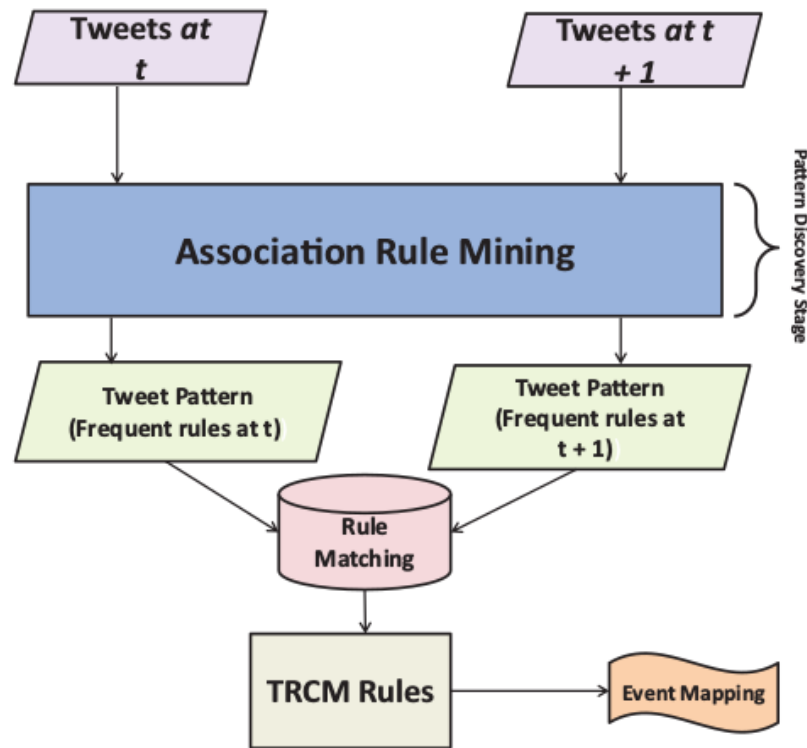 Tweets at
t
Tweets at t
+ 1
Association Rule Mining
Pattern Discovery Stage
Tweet Pattern
(Frequent rules at t)
Tweet Pattern
(Frequent rules at
t + 1)
Rule
Matching
TRCM Rules
Event Mapping